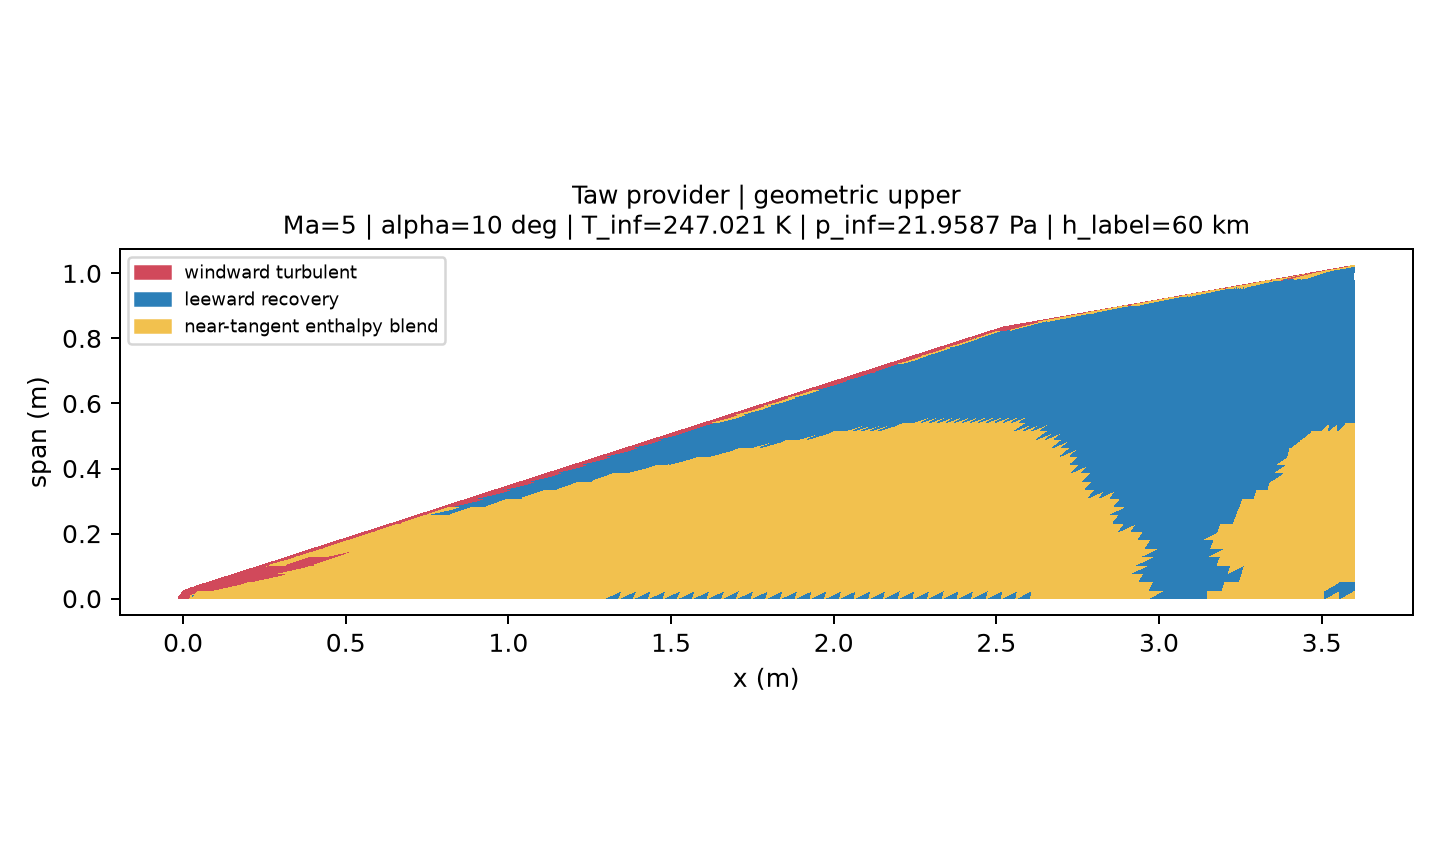 Taw provider | geometric upper
Ma=5 | alpha=10 deg | T_inf=247.021 K | p_inf=21.9587 Pa | h_label=60 km
windward turbulent
leeward recovery
near-tangent enthalpy blend
span (m)
1.0
0.8
0.6
0.4
0.2
0.0
0.0 0.5 1.0 1.5 2.0 2.5 3.0 3.5
x (m)